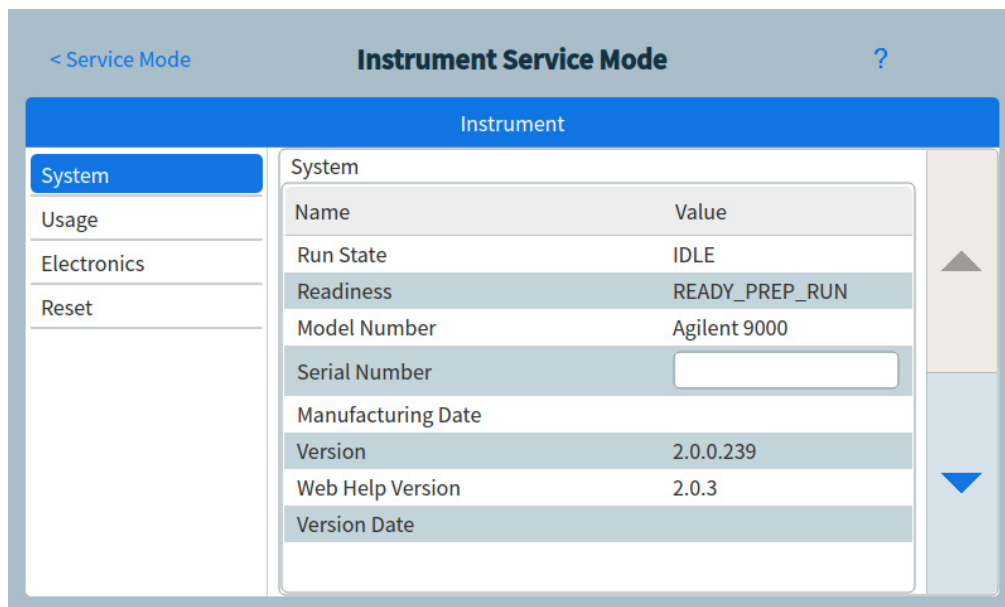 < Service Mode
Instrument Service Mode
?
Instrument
System
Usage
Electronics
Reset
System
Name Value
Run State IDLE
Readiness READY_PREP_RUN
Model Number Agilent 9000
Serial Number
Manufacturing Date
Version 2.0.0.239
Web Help Version 2.0.3
Version Date